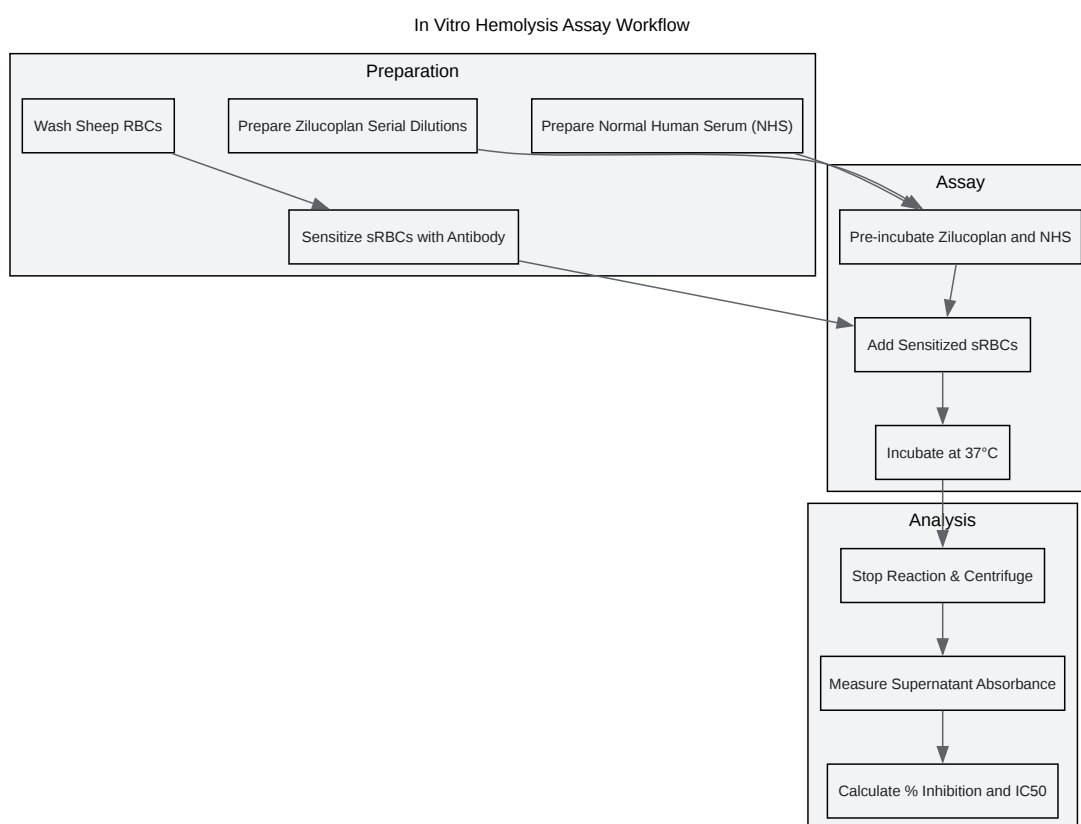 In Vitro Hemolysis Assay Workflow
Preparation
Wash Sheep RBCs
Prepare Zilucoplan Serial Dilutions
Prepare Normal Human Serum (NHS)
Sensitize sRBCs with Antibody
Assay
Pre-incubate Zilucoplan and NHS
Add Sensitized sRBCs
Incubate at 37°C
Analysis
Stop Reaction & Centrifuge
Measure Supernatant Absorbance
Calculate % Inhibition and IC50